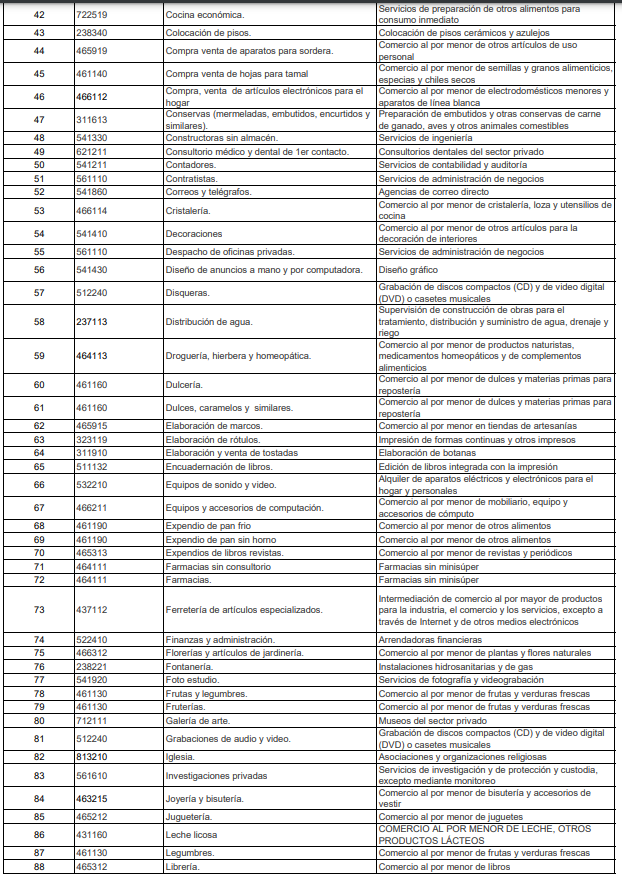 42 722519 Cocina económica. Servicios de preparación de otros alimentos para
consumo inmediato
43 238340 Colocación de pisos. Colocación de pisos cerámicos y azulejos
44 465919 Compra venta de aparatos para sordera. Comercio al por menor de otros artículos de uso
personal
45 461140 Compra venta de hojas para tamal Comercio al por menor de semillas y granos alimenticios,
especias y chiles secos
46 466112 Compra, venta de artículos electrónicos para el
hogar Comercio al por menor de electrodomésticos menores y
aparatos de línea blanca
47 311613 Conservas (mermeladas, embutidos, encurtidos y
similares). Preparación de embutidos y otras conservas de carne
de ganado, aves y otros animales comestibles
48 541330 Constructoras sin almacén. Servicios de ingeniería
49 621211 Consultorio médico y dental de 1er contacto. Consultorios dentales del sector privado
50 541211 Contadores. Servicios de contabilidad y auditoría
51 561110 Contratistas. Servicios de administración de negocios
52 541860 Correos y telégrafos. Agencias de correo directo
53 466114 Cristalería. Comercio al por menor de cristalería, loza y utensilios de
cocina
54 541410 Decoraciones Comercio al por menor de otros artículos para la
decoración de interiores
55 561110 Despacho de oficinas privadas. Servicios de administración de negocios
56 541430 Diseño de anuncios a mano y por computadora. Diseño gráfico
57 512240 Disqueras. Grabación de discos compactos (CD) y de video digital
(DVD) o casetes musicales
58 237113 Distribución de agua. Supervisión de construcción de obras para el
tratamiento, distribución y suministro de agua, drenaje y
riego
59 464113 Droguería, hierbera y homeopática. Comercio al por menor de productos naturistas,
medicamentos homeopáticos y de complementos
alimenticios
60 461160 Dulcería. Comercio al por menor de dulces y materias primas para
repostería
61 461160 Dulces, caramelos y similares. Comercio al por menor de dulces y materias primas para
repostería
62 465915 Elaboración de marcos. Comercio al por menor en tiendas de artesanías
63 323119 Elaboración de rótulos. Impresión de formas continuas y otros impresos
64 311910 Elaboración y venta de tostadas Elaboración de botanas
65 511132 Encuadernación de libros. Edición de libros integrada con la impresión
66 532210 Equipos de sonido y video. Alquiler de aparatos eléctricos y electrónicos para el
hogar y personales
67 466211 Equipos y accesorios de computación. Comercio al por menor de mobiliario, equipo y
accesorios de cómputo
68 461190 Expendio de pan frio Comercio al por menor de otros alimentos
69 461190 Expendio de pan sin horno Comercio al por menor de otros alimentos
70 465313 Expendios de libros revistas. Comercio al por menor de revistas y periódicos
71 464111 Farmacias sin consultorio Farmacias sin minisúper
72 464111 Farmacias. Farmacias sin minisúper
73 437112 Ferretería de artículos especializados. Intermediación de comercio al por mayor de productos
para la industria, el comercio y los servicios, excepto a
través de Internet y de otros medios electrónicos
74 522410 Finanzas y administración. Arrendadoras financieras
75 466312 Florerías y artículos de jardinería. Comercio al por menor de plantas y flores naturales
76 238221 Fontanería. Instalaciones hidrosanitarias y de gas
77 541920 Foto estudio. Servicios de fotografía y videograbación
78 461130 Frutas y legumbres. Comercio al por menor de frutas y verduras frescas
79 461130 Fruterías. Comercio al por menor de frutas y verduras frescas
80 712111 Galería de arte. Museos del sector privado
81 512240 Grabaciones de audio y video. Grabación de discos compactos (CD) y de video digital
(DVD) o casetes musicales
82 813210 Iglesia. Asociaciones y organizaciones religiosas
83 561610 Investigaciones privadas Servicios de investigación y de protección y custodia,
excepto mediante monitoreo
84 463215 Joyería y bisutería. Comercio al por menor de bisutería y accesorios de
vestir
85 465212 Juguetería. Comercio al por menor de juguetes
86 431160 Leche licosa COMERCIO AL POR MENOR DE LECHE, OTROS
PRODUCTOS LÁCTEOS
87 461130 Legumbres. Comercio al por menor de frutas y verduras frescas
88 465312 Librería. Comercio al por menor de libros